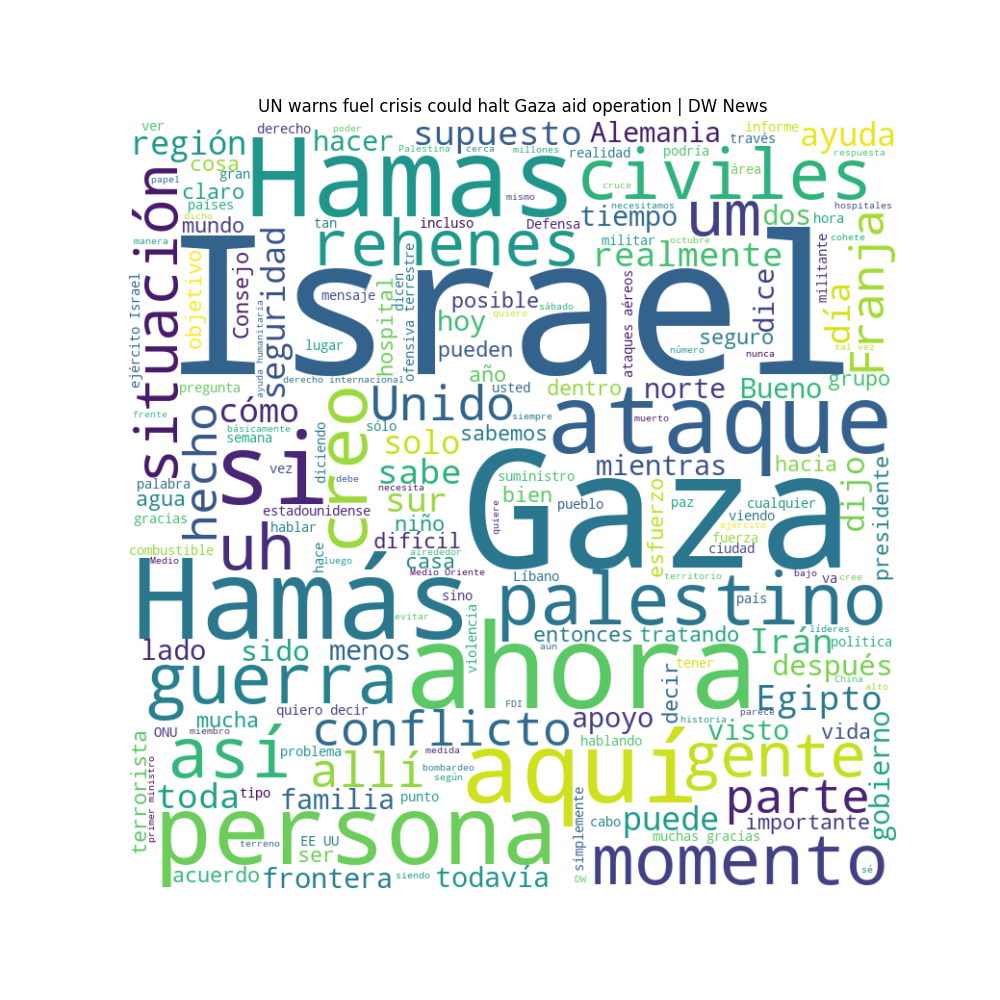 UN warns fuel crisis could halt Gaza aid operation | DW News
ver
derecho
poder
supuesto
Alemania
informe
ayuda
región
Hamas
hacer
Palestina
cerca
millones
realidad
podría
través
respuesta
cosa
gran
civiles
área
papel
claro
países
mismo
cruce
necesitamos
hospitales
dicho
mundo
tan
incluso
Defensa
tiempo
um
dos
hora
manera
situación
rehenes
militar
octubre
realmente
militante
cohete
Franja
Israel
objetivo
Consejo
seguridad
dicen
ofensiva terrestre
mensaje
posible
quiero
sábado
ataques aéreos
dice
día
ejército Israel
ayuda humanitaria
lugar
hospital
hoy
pueden
número
seguro
nunca
tal vez
pregunta
derecho internacional
año
usted
dentro
norte
Bueno
grupo
frente
hecho
cómo
creo
Unido
siempre
ataque
muerto
básicamente
semana
sólo
solo
sabemos
si
diciendo
vez
debe
sabe
necesita
quiere
Gaza
suministro
mientras
hacia
palabra
agua
gracias
estadounidense
sur
bien
pueblo
esfuerzo
paz
cualquier
viendo
dijo
presidente
uh
hablar
niño
difícil
ejercito
fuerza
ciudad
combustible
Medio
hace
luego
alrededor
casa
Medio Oriente
Líbano
territorio
bajo
va
cree
Hamás
sino
palestino
país
evitar
violencia
aún
entonces
tratando
Irán
líderes
política
lado
sido
menos
ahora
tener
después
China
alto
guerra
quiero decir
FDI
decir
parece
Egipto
mucha
ONU
miembro
conflicto
apoyo
historia
visto
vida
gobierno
terrorista
primer ministro
así
problema
allí
medida
bombardeo
según
aquí
hablando
gente
toda
tipo
familia
punto
simplemente
cabo
puede
parte
importante
persona
terreno
EE UU
muchas gracias
acuerdo
ser
frontera
siendo
todavía
DW
momento
sé